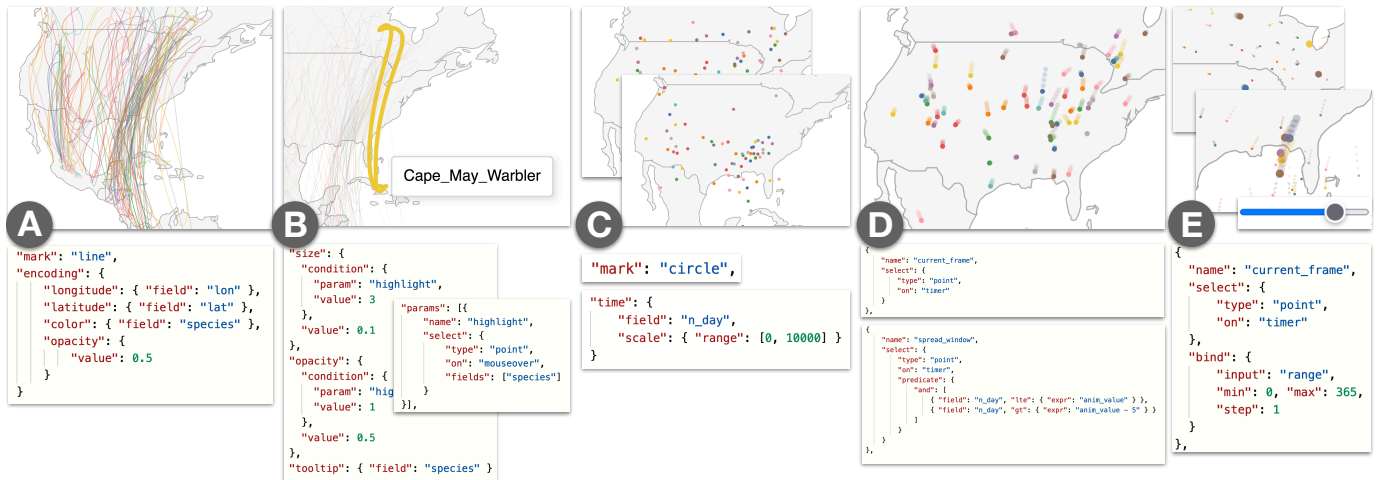 Cape_May_Warbler
A
B
C
D
E
"mark": "line",
"encoding": {
"longitude": { "field": "lon" },
"latitude": { "field": "lat" },
"color": { "field": "species" },
"opacity": {
"value": 0.5
}
}
"size": {
"condition": {
"param": "highlight",
"value": 3
},
"value": 0.1
},
"opacity": {
"condition": {
"param": "hig
"value": 1
},
"value": 0.5
},
"tooltip": { "field": "species" }
"params": [{
"name": "highlight",
"select": {
"type": "point",
"on": "mouseover",
"fields": ["species"]
}
}],
"mark": "circle",
"time": {
"field": "n_day",
"scale": { "range": [0, 10000] }
}
{
"name": "current_frame",
"select": {
"type": "point",
"on": "timer"
}
},
{
"name": "spread_window",
"select": {
"type": "point",
"on": "timer",
"predicate": {
"and": [
{ "field": "n_day", "lte": { "expr": "anim_value" } },
{ "field": "n_day", "gt": { "expr": "anim_value - 5" } }
]
}
}
},
{
"name": "current_frame",
"select": {
"type": "point",
"on": "timer"
},
"bind": {
"input": "range",
"min": 0, "max": 365,
"step": 1
}
},